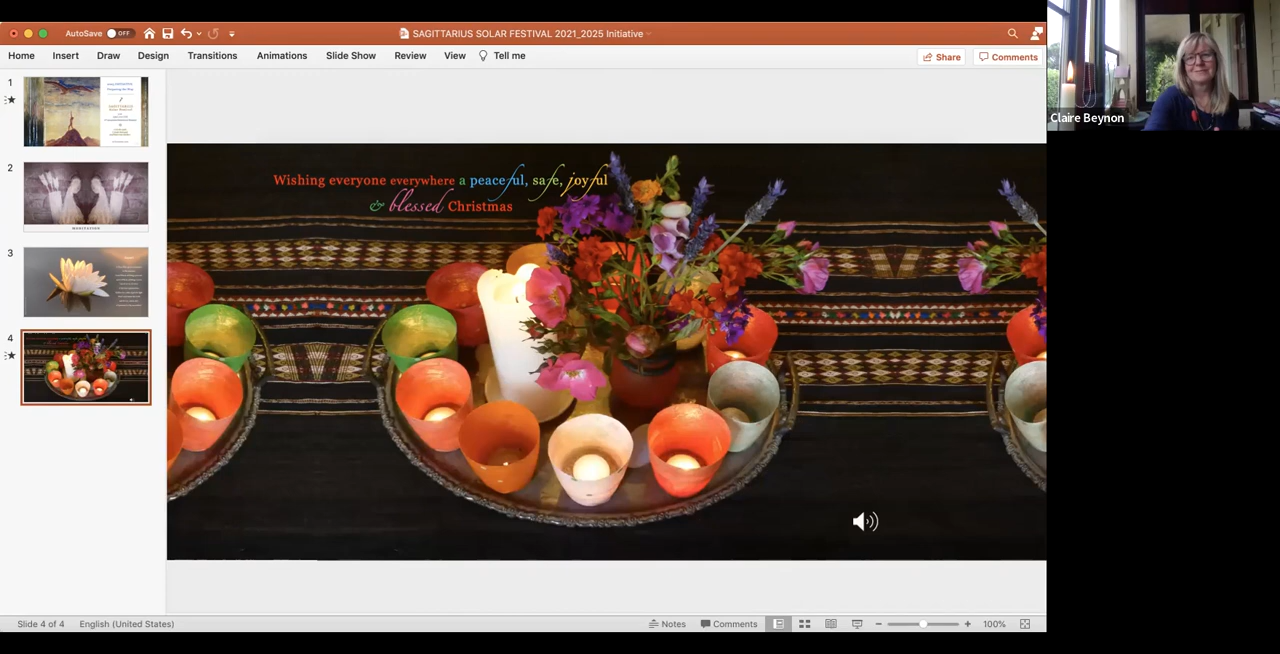 AutoSave OFF
SAGITTARIUS SOLAR FESTIVAL 2021_2025 Initiative
Home Insert Draw Design Transitions Animations Slide Show Review View Tell me
Share Comments
Claire Beynon
1
2
MEDITATION
3
4
Wishing everyone everywhere a peaceful, safe, joyful
& blessed Christmas
Slide 4 of 4 English (United States)
Notes Comments 100%